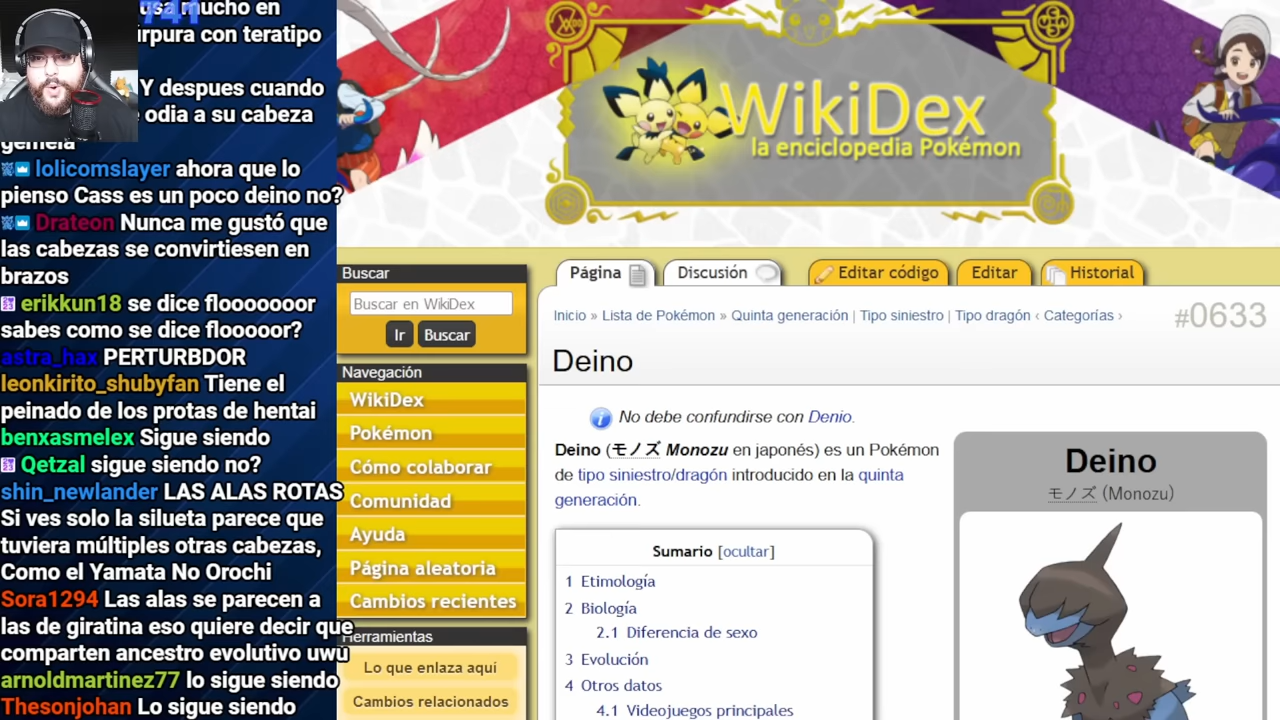 741
usa mucho en
irpura con teratipo
Y despues cuando
odia a su cabeza
gemela
lolicomslayer ahora que lo
pienso Cass es un poco deino no?
Drateon Nunca me gustó que
las cabezas se convirtiesen en
brazos
erikkun18 se dice flooooooor
sabes como se dice flooooor?
astra_hax PERTURBDOR
leonkirito_shubyfan Tiene el
peinado de los protas de hentai
benxasmelex Sigue siendo
Qetzal sigue siendo no?
shin_newlander LAS ALAS ROTAS
Si ves solo la silueta parece que
tuviera múltiples otras cabezas,
Como el Yamata No Orochi
Sora1294 Las alas se parecen a
las de giratina eso quiere decir que
comparten ancestro evolutivo uwu
arnoldmartinez77 lo sigue siendo
Thesonjohan Lo sigue siendo
WikiDex
la enciclopedia Pokémon
Buscar
Buscar en WikiDex
Ir Buscar
Navegación
WikiDex
Pokémon
Cómo colaborar
Comunidad
Ayuda
Página aleatoria
Cambios recientes
Herramientas
Lo que enlaza aquí
Cambios relacionados
Página Discusión Editar código Editar Historial
Inicio » Lista de Pokémon » Quinta generación | Tipo siniestro | Tipo dragón ‹ Categorías ›
#0633
Deino
No debe confundirse con Denio.
Deino (モノズ Monozu en japonés) es un Pokémon
de tipo siniestro/dragón introducido en la quinta
generación.
Sumario [ocultar]
1 Etimología
2 Biología
2.1 Diferencia de sexo
3 Evolución
4 Otros datos
4.1 Videojuegos principales
Deino
モノズ (Monozu)